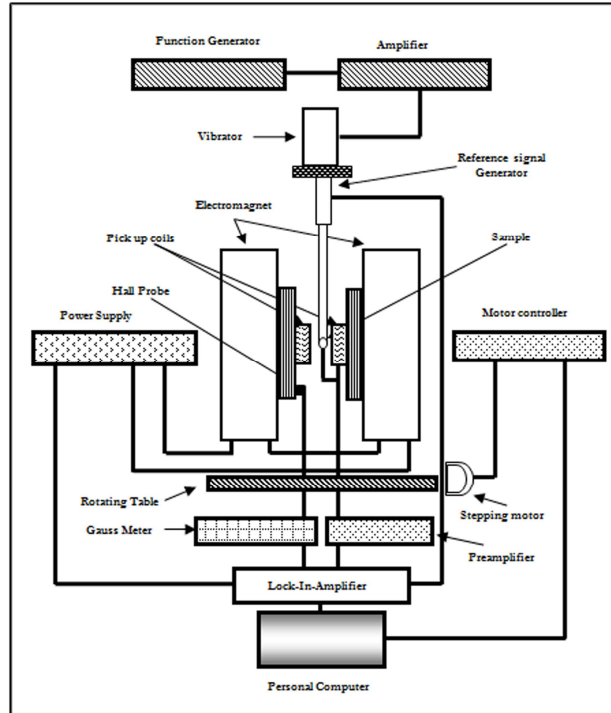 Function Generator
Amplifier
Vibrator
Reference signal
Generator
Electromagnet
Pick up coils
Sample
Hall Probe
Power Supply
Motor controller
Rotating Table
Stepping motor
Gauss Meter
Preamplifier
Lock-In-Amplifier
Personal Computer